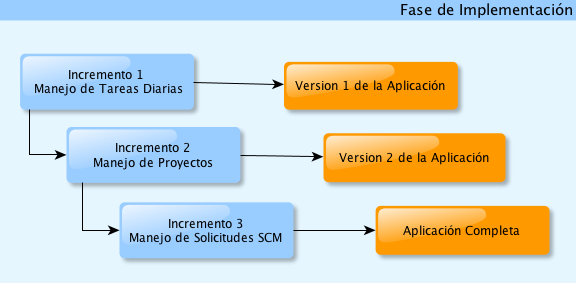 Fase de Implementación
Incremento 1
Manejo de Tareas Diarias
Version 1 de la Aplicación
Incremento 2
Manejo de Proyectos
Version 2 de la Aplicación
Incremento 3
Manejo de Solicitudes SCM
Aplicación Completa